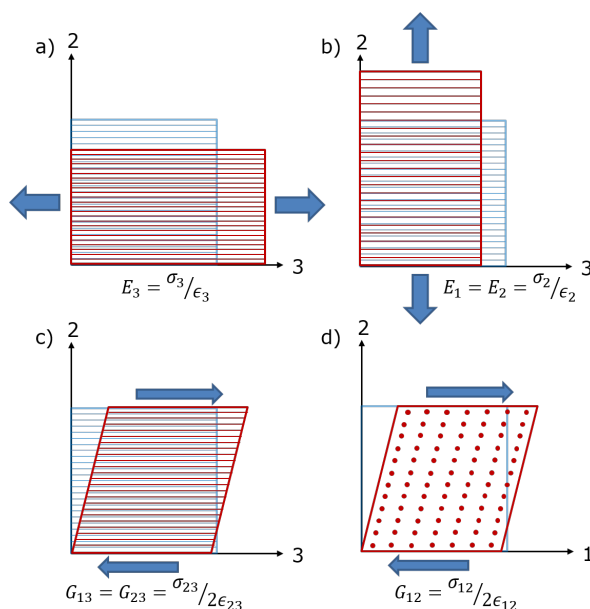 a)
2
3
E₃ = σ₃/ϵ₃
b)
2
3
E₁ = E₂ = σ₂/ϵ₂
c)
2
3
G₁₃ = G₂₃ = σ₂₃/2ϵ₂₃
d)
2
1
G₁₂ = σ₁₂/2ϵ₁₂